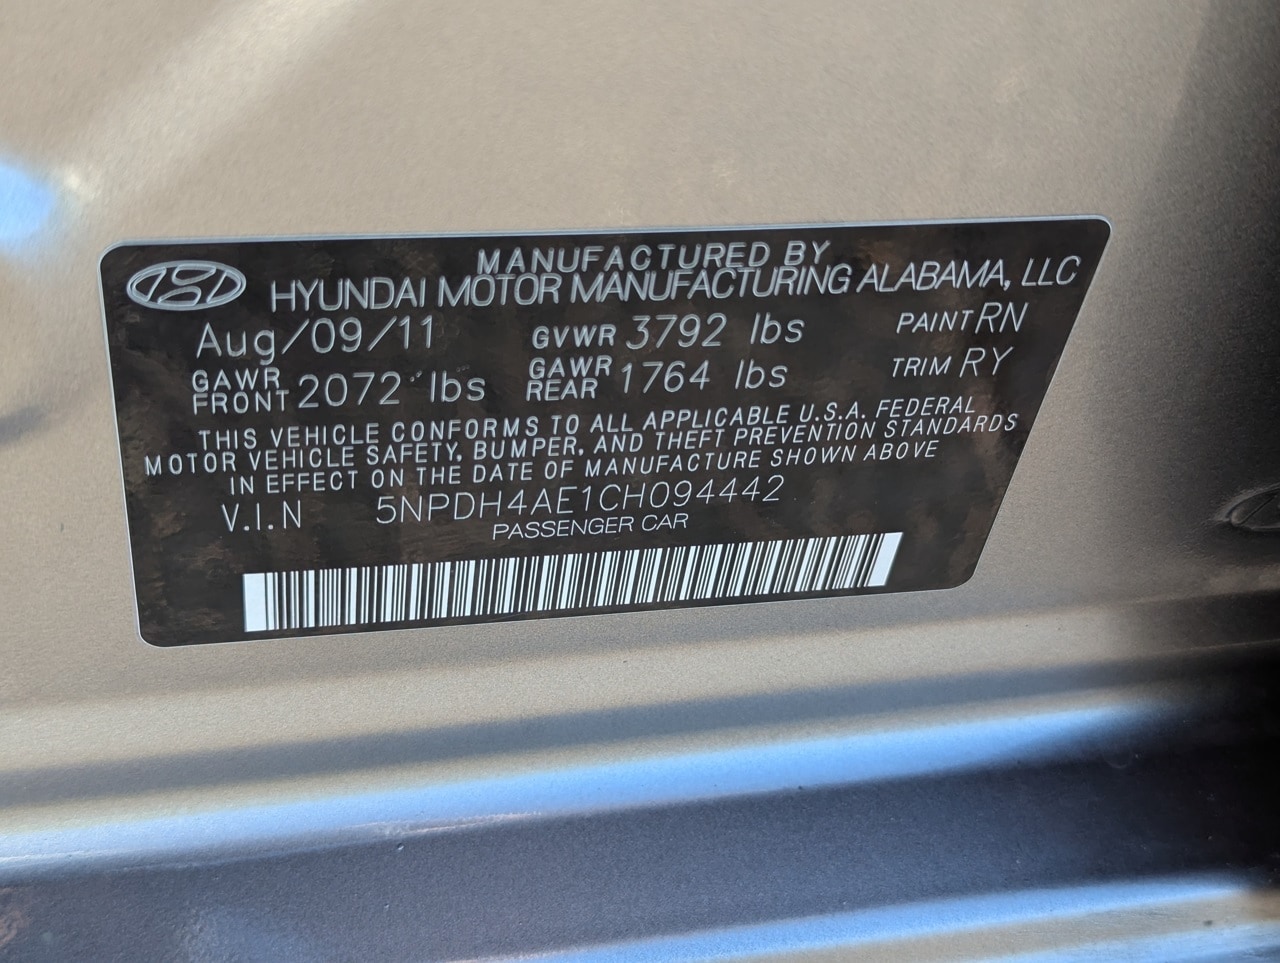 MANUFACTURED BY
HYUNDAI MOTOR MANUFACTURING ALABAMA, LLC
Aug/09/11 GVWR 3792 lbs PAINT RN
GAWR FRONT 2072 lbs GAWR REAR 1764 lbs TRIM RY
THIS VEHICLE CONFORMS TO ALL APPLICABLE U.S.A. FEDERAL
MOTOR VEHICLE SAFETY, BUMPER, AND THEFT PREVENTION STANDARDS
IN EFFECT ON THE DATE OF MANUFACTURE SHOWN ABOVE
V.I.N 5NPDH4AE1CH094442
PASSENGER CAR